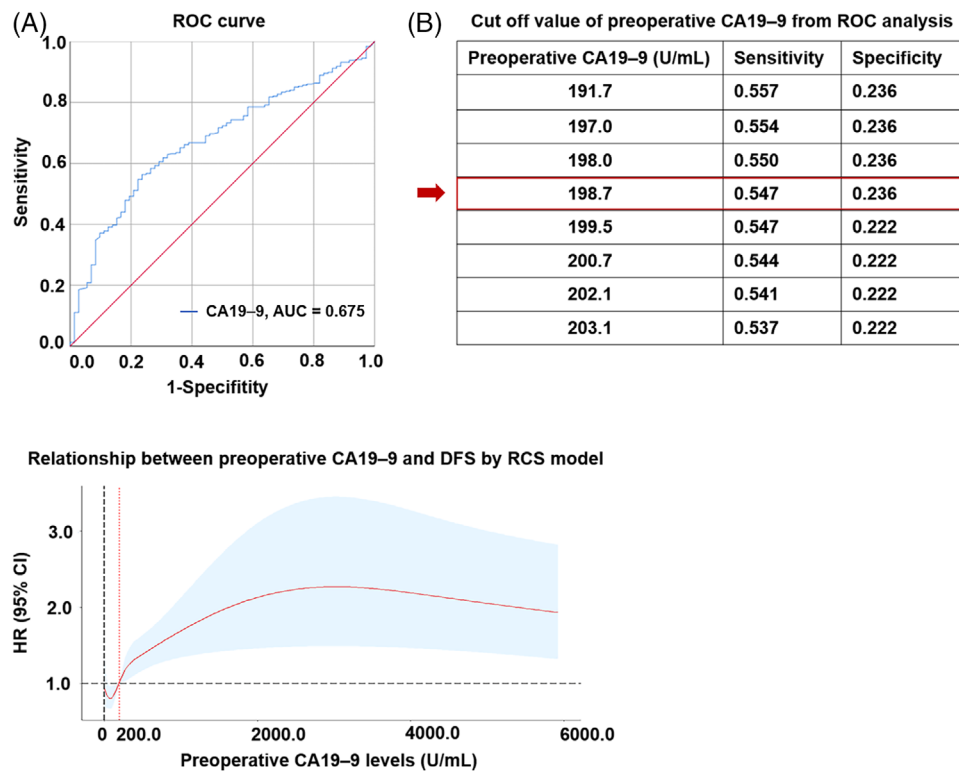 (A)
ROC curve
1.0
0.8
0.6
0.4
0.2
0.0
Sensitivity
CA19–9, AUC = 0.675
0.0 0.2 0.4 0.6 0.8 1.0
1-Specifitity
(B)
Cut off value of preoperative CA19–9 from ROC analysis
Preoperative CA19–9 (U/mL) Sensitivity Specificity
191.7 0.557 0.236
197.0 0.554 0.236
198.0 0.550 0.236
198.7 0.547 0.236
199.5 0.547 0.222
200.7 0.544 0.222
202.1 0.541 0.222
203.1 0.537 0.222
Relationship between preoperative CA19–9 and DFS by RCS model
3.0
2.0
1.0
HR (95% CI)
0 200.0 2000.0 4000.0 6000.0
Preoperative CA19–9 levels (U/mL)